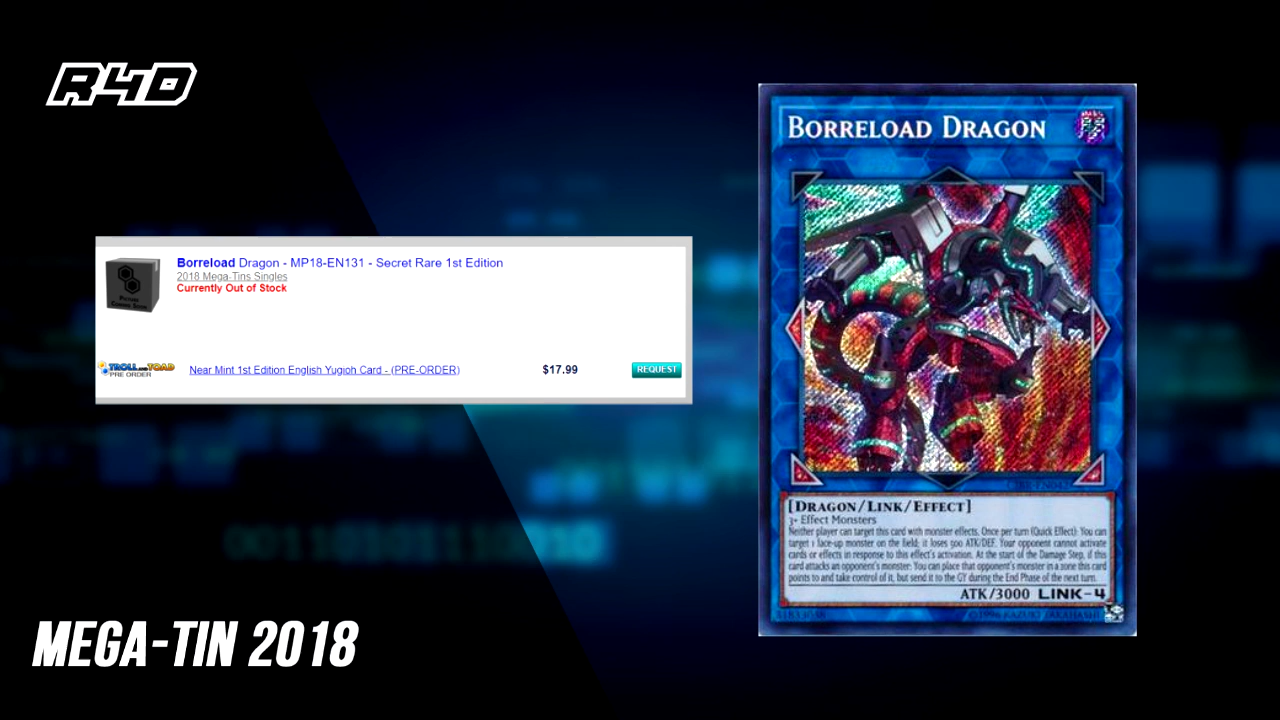 R4D
Borreload Dragon - MP18-EN131 - Secret Rare 1st Edition
2018 Mega-Tins Singles
Currently Out of Stock
PICTURE
COMING SOON
TROLL AND TOAD
PRE ORDER
Near Mint 1st Edition English Yugioh Card - (PRE-ORDER)
$17.99
REQUEST
MEGA-TIN 2018
BORRELOAD DRAGON
[DRAGON/LINK/EFFECT]
3+ Effect Monsters
Neither player can target this card with monster effects. Once per turn (Quick Effect): You can
target 1 face-up monster on the field; it loses 500 ATK/DEF. Your opponent cannot activate
cards or effects in response to this effect's activation. At the start of the Damage Step, if this
card attacks an opponent's monster: You can place that opponent's monster in a zone this card
points to and take control of it, but send it to the GY during the End Phase of the next turn.
ATK/3000 LINK-4
©1996 KAZUKI TAKAHASHI